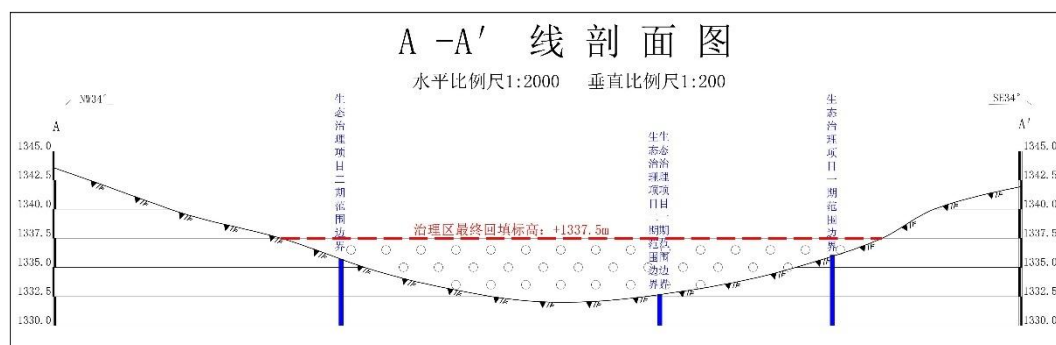 A -A′ 线剖面图
水平比例尺1:2000 垂直比例尺1:200
NW34°
SE34°
A
A′
1345.0
1342.5
1340.0
1337.5
1335.0
1332.5
1330.0
生态治理项目二期范围边界
治理区最终回填标高：+1337.5m
生态治理项目一期范围边界
1345.0
1342.5
1340.0
1337.5
1335.0
1332.5
1330.0